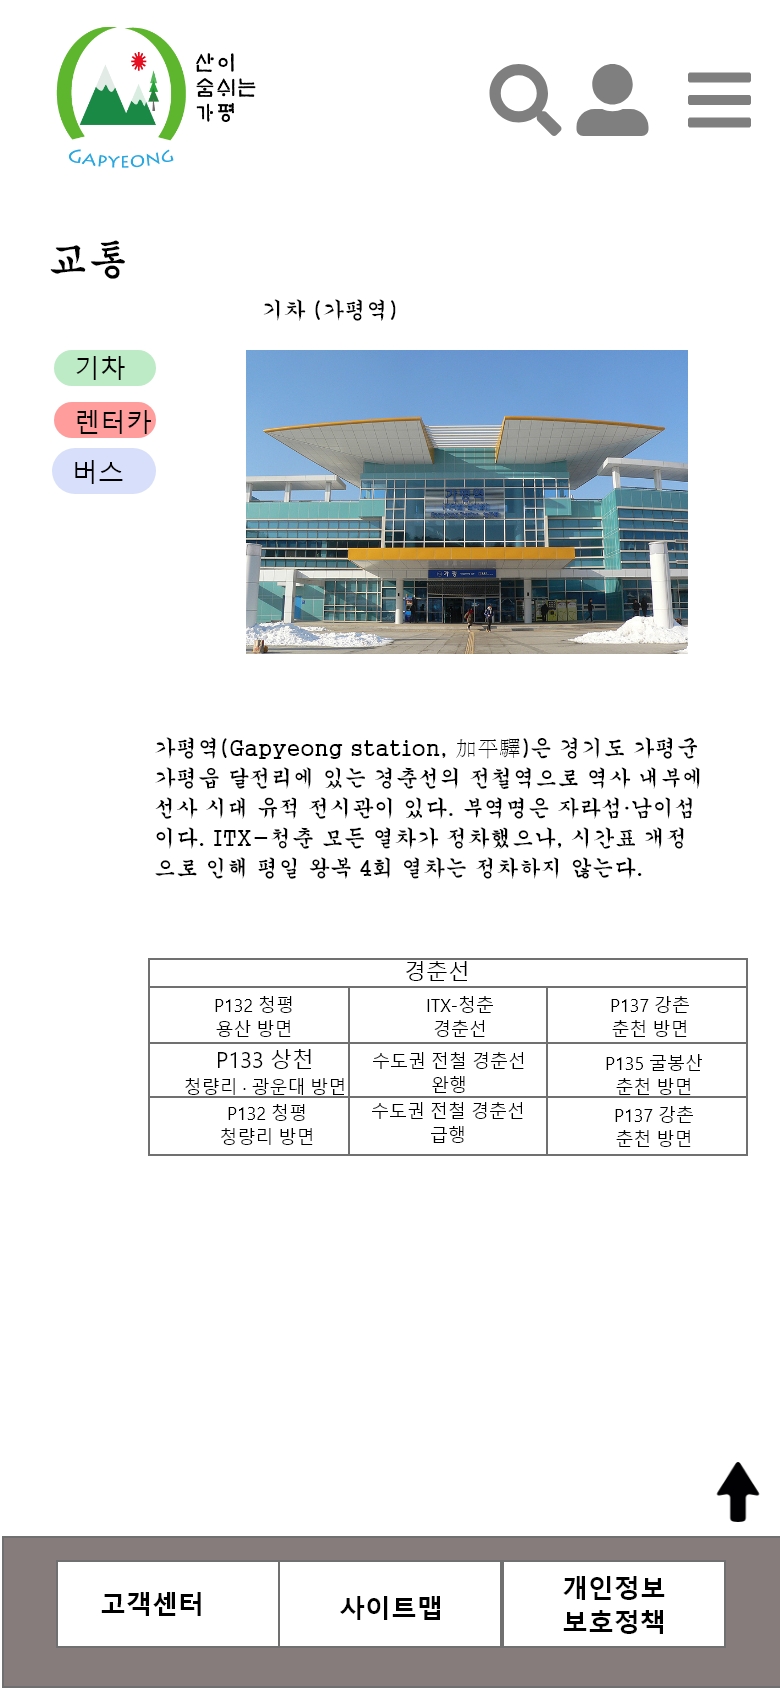 산이
숨쉬는
가평
GAPYEONG
교통
기차 (가평역)
기차
렌터카
버스
가평역
가평
가평역(Gapyeong station, 加平驛)은 경기도 가평군
가평읍 달전리에 있는 경춘선의 전철역으로 역사 내부에
선사 시대 유적 전시관이 있다. 부역명은 자라섬·남이섬
이다. ITX-청춘 모든 열차가 정차했으나, 시간표 개정
으로 인해 평일 왕복 4회 열차는 정차하지 않는다.
경춘선
P132 청평 ITX-청춘 P137 강촌
용산 방면 경춘선 춘천 방면
P133 상천 수도권 전철 경춘선 P135 굴봉산
청량리 · 광운대 방면 완행 춘천 방면
P132 청평 수도권 전철 경춘선 P137 강촌
청량리 방면 급행 춘천 방면
고객센터 사이트맵 개인정보
보호정책